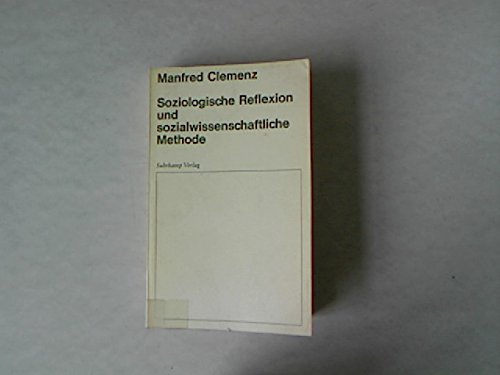 Manfred Clemenz
Soziologische Reflexion
und
sozialwissenschaftliche
Methode
Suhrkamp Verlag